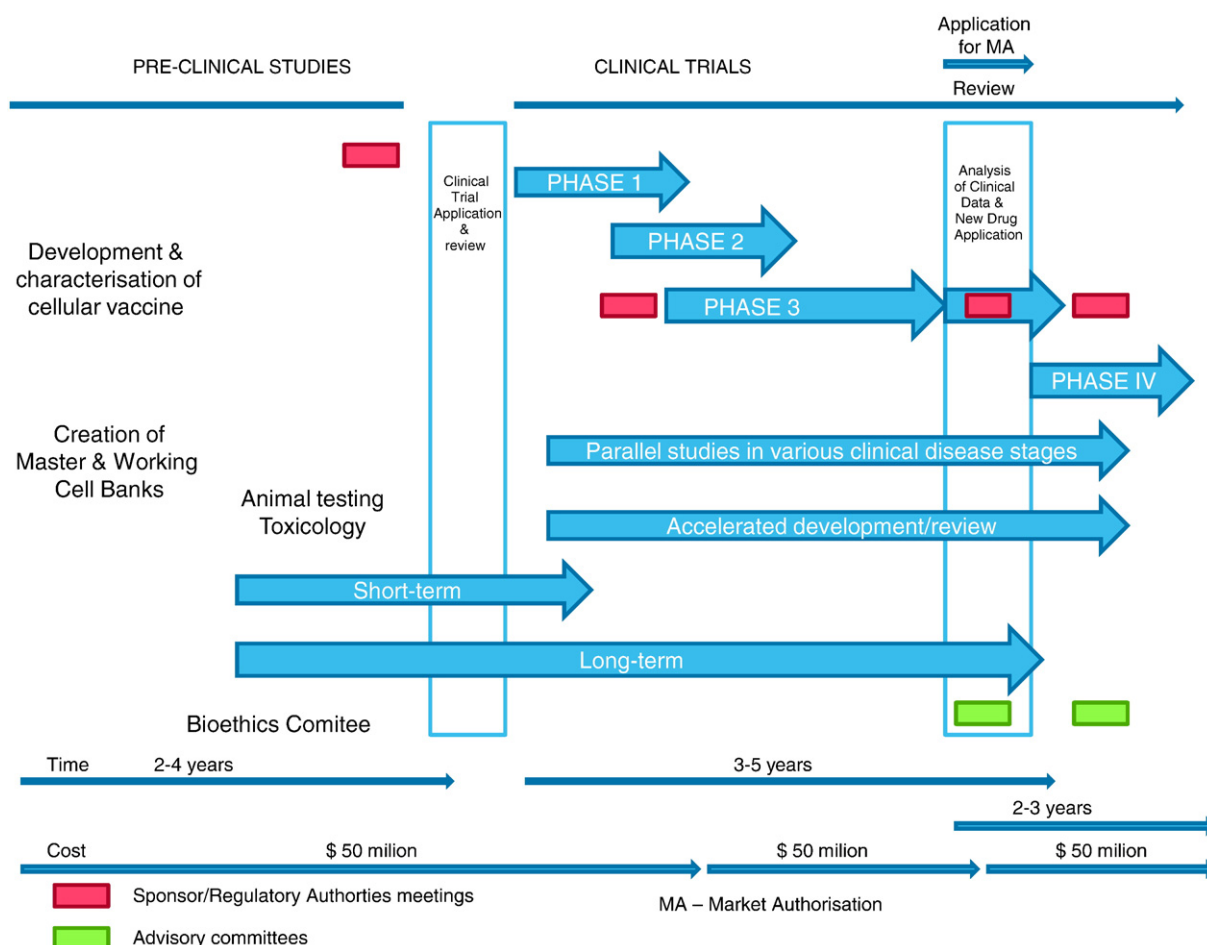 PRE-CLINICAL STUDIES
CLINICAL TRIALS
Application
for MA
Review
Clinical
Trial
Application
&
review
Analysis
of Clinical
Data &
New Drug
Application
PHASE 1
PHASE 2
PHASE 3
PHASE IV
Development &
characterisation of
cellular vaccine
Creation of
Master & Working
Cell Banks
Animal testing
Toxicology
Parallel studies in various clinical disease stages
Accelerated development/review
Short-term
Long-term
Bioethics Comitee
Time
2-4 years
3-5 years
2-3 years
Cost
$ 50 milion
$ 50 milion
$ 50 milion
Sponsor/Regulatory Authorties meetings
MA – Market Authorisation
Advisory committees